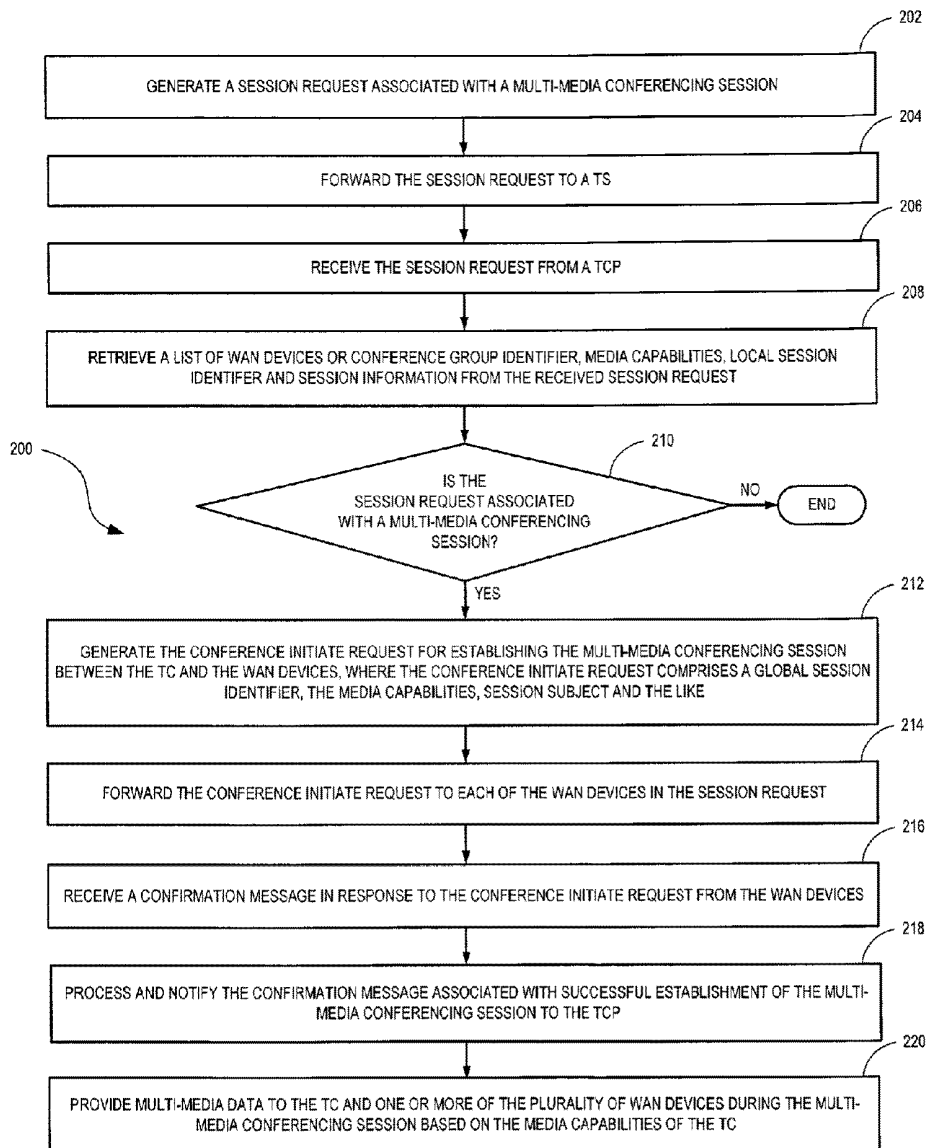 202
GENERATE A SESSION REQUEST ASSOCIATED WITH A MULTI-MEDIA CONFERENCING SESSION
204
FORWARD THE SESSION REQUEST TO A TS
206
RECEIVE THE SESSION REQUEST FROM A TCP
208
RETRIEVE A LIST OF WAN DEVICES OR CONFERENCE GROUP IDENTIFIER, MEDIA CAPABILITIES, LOCAL SESSION
IDENTIFER AND SESSION INFORMATION FROM THE RECEIVED SESSION REQUEST
200
210
IS THE
SESSION REQUEST ASSOCIATED
WITH A MULTI-MEDIA CONFERENCING
SESSION?
NO
END
YES
212
GENERATE THE CONFERENCE INITIATE REQUEST FOR ESTABLISHING THE MULTI-MEDIA CONFERENCING SESSION
BETWEEN THE TC AND THE WAN DEVICES, WHERE THE CONFERENCE INITIATE REQUEST COMPRISES A GLOBAL SESSION
IDENTIFIER, THE MEDIA CAPABILITIES, SESSION SUBJECT AND THE LIKE
214
FORWARD THE CONFERENCE INITIATE REQUEST TO EACH OF THE WAN DEVICES IN THE SESSION REQUEST
216
RECEIVE A CONFIRMATION MESSAGE IN RESPONSE TO THE CONFERENCE INITIATE REQUEST FROM THE WAN DEVICES
218
PROCESS AND NOTIFY THE CONFIRMATION MESSAGE ASSOCIATED WITH SUCCESSFUL ESTABLISHMENT OF THE MULTI-
MEDIA CONFERENCING SESSION TO THE TCP
220
PROVIDE MULTI-MEDIA DATA TO THE TC AND ONE OR MORE OF THE PLURALITY OF WAN DEVICES DURING THE MULTI-
MEDIA CONFERENCING SESSION BASED ON THE MEDIA CAPABILITIES OF THE TC